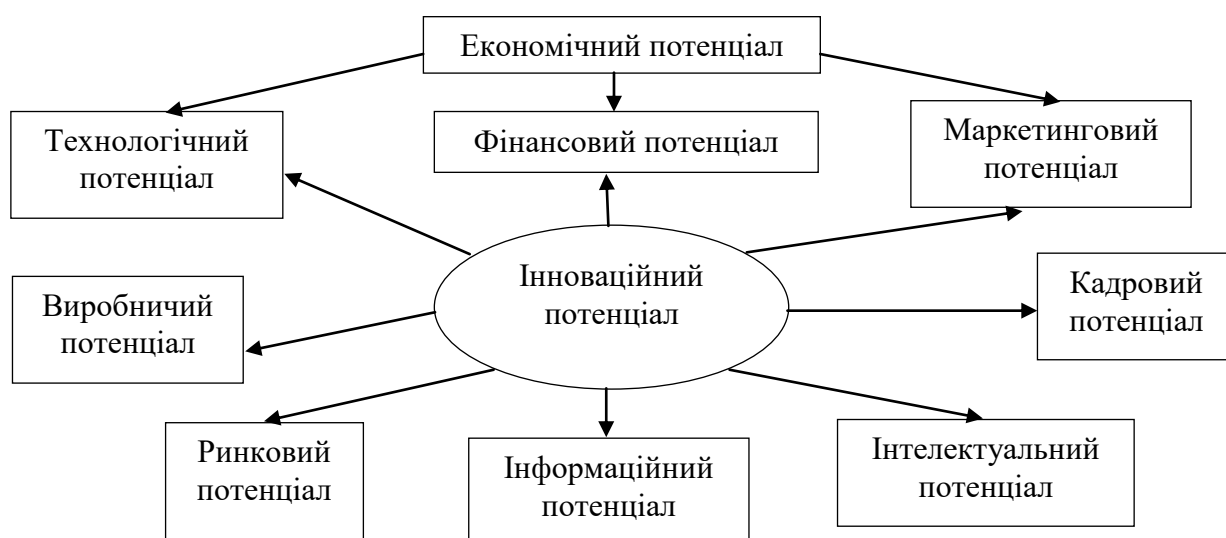 Економічний потенціал
Технологічний
потенціал
Фінансовий потенціал
Маркетинговий
потенціал
Інноваційний
потенціал
Виробничий
потенціал
Кадровий
потенціал
Ринковий
потенціал
Інформаційний
потенціал
Інтелектуальний
потенціал